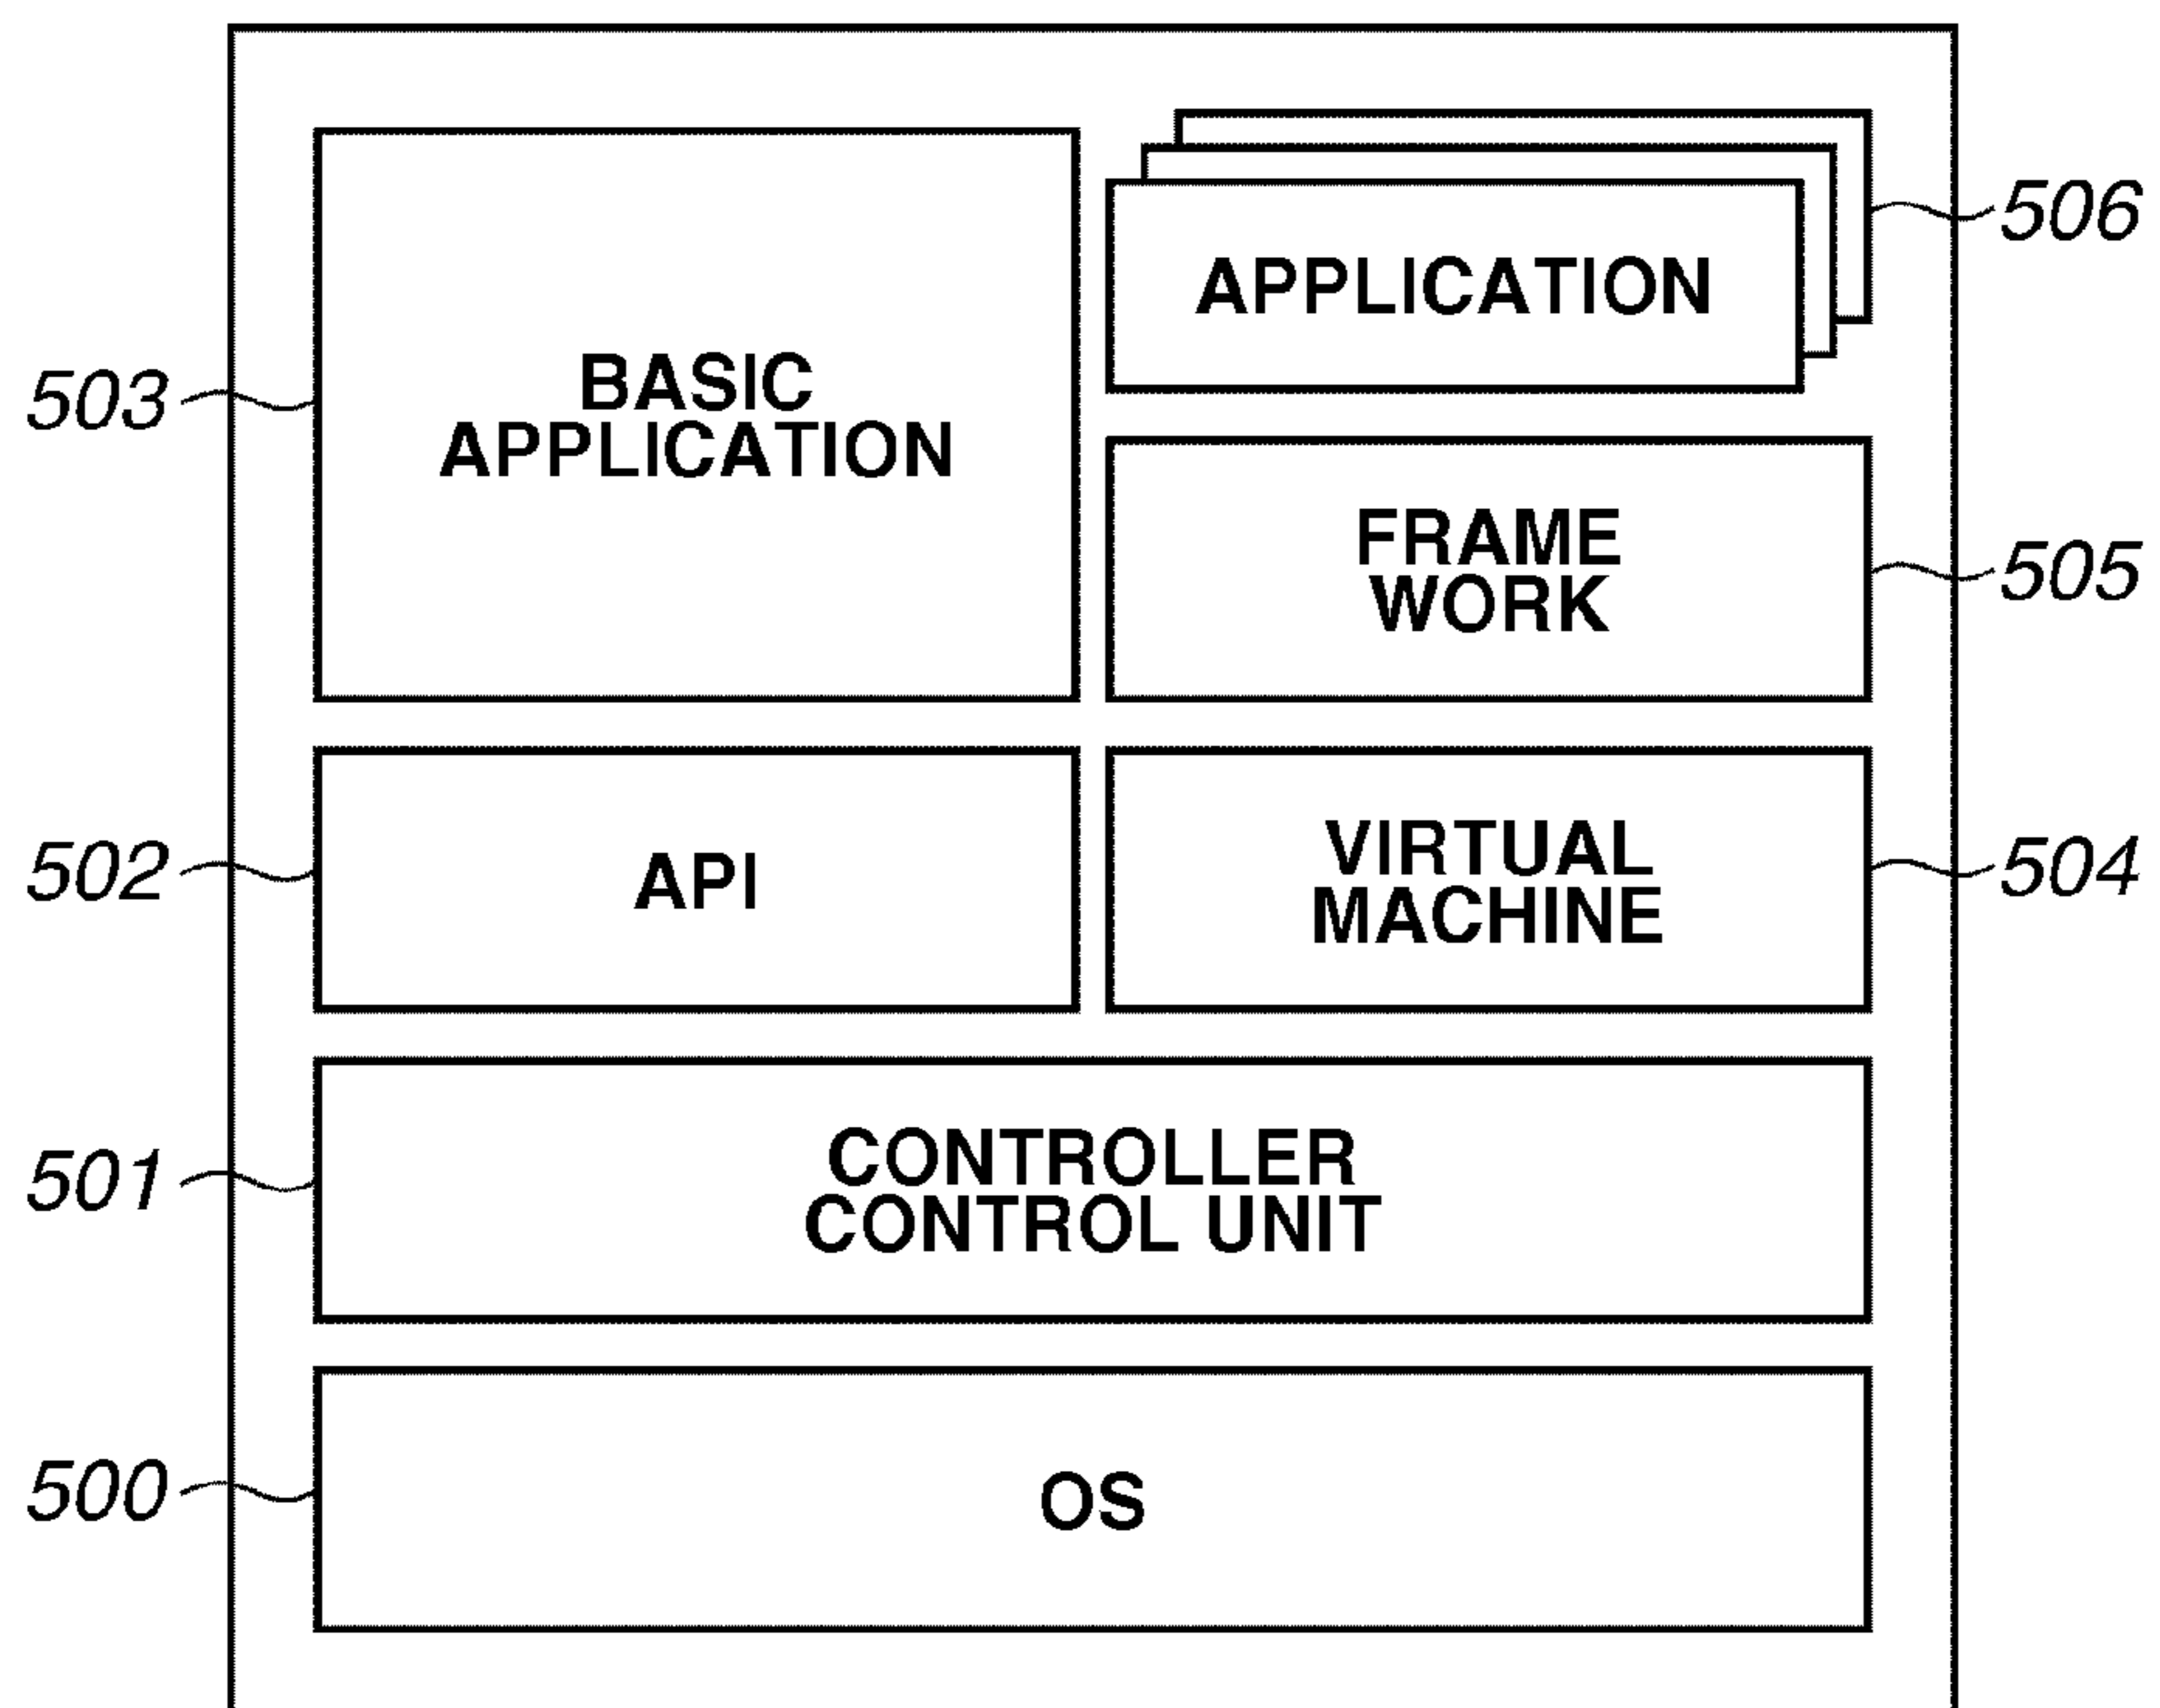 506
APPLICATION
503
BASIC
APPLICATION
FRAME
WORK
505
502
API
VIRTUAL
MACHINE
504
501
CONTROLLER
CONTROL UNIT
500
OS